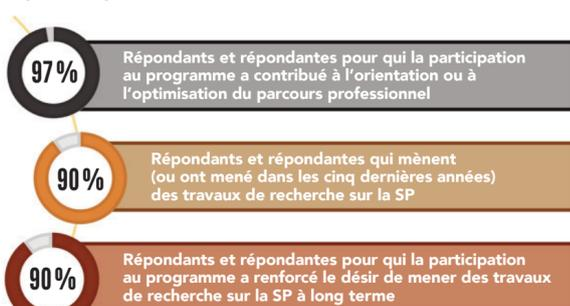 97 %
Répondants et répondantes pour qui la participation
au programme a contribué à l'orientation ou à
l'optimisation du parcours professionnel
90 %
Répondants et répondantes qui mènent
(ou ont mené dans les cinq dernières années)
des travaux de recherche sur la SP
90 %
Répondants et répondantes pour qui la participation
au programme a renforcé le désir de mener des travaux
de recherche sur la SP à long terme